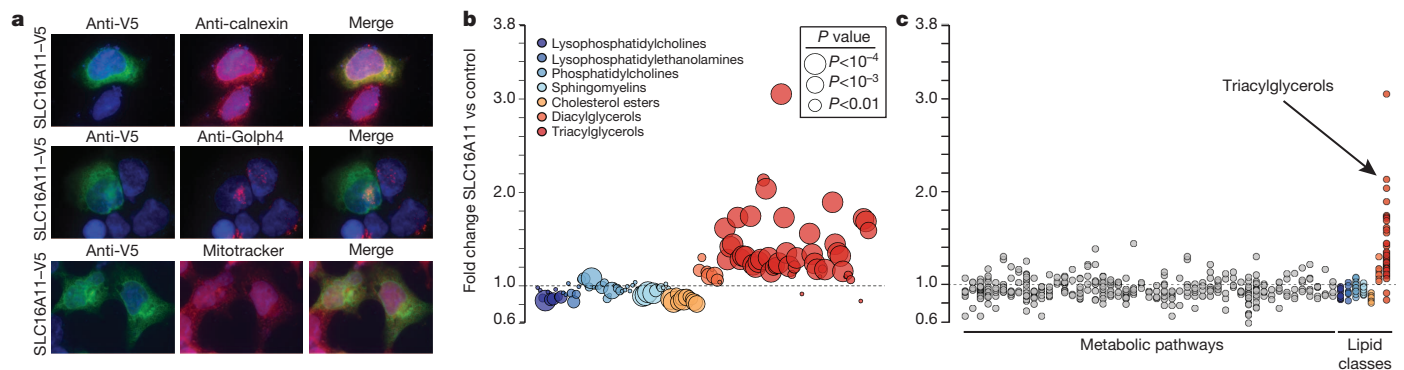 a
Anti-V5 Anti-calnexin Merge
SLC16A11–V5
Anti-V5 Anti-Golph4 Merge
SLC16A11–V5
Anti-V5 Mitotracker Merge
SLC16A11–V5
b
Fold change SLC16A11 vs control
3.8
3.0
2.0
1.0
0.6
Lysophosphatidylcholines
Lysophosphatidylethanolamines
Phosphatidylcholines
Sphingomyelins
Cholesterol esters
Diacylglycerols
Triacylglycerols
P value
P<10⁻⁴
P<10⁻³
P<0.01
c
3.8
3.0
2.0
1.0
0.6
Triacylglycerols
Metabolic pathways
Lipid
classes